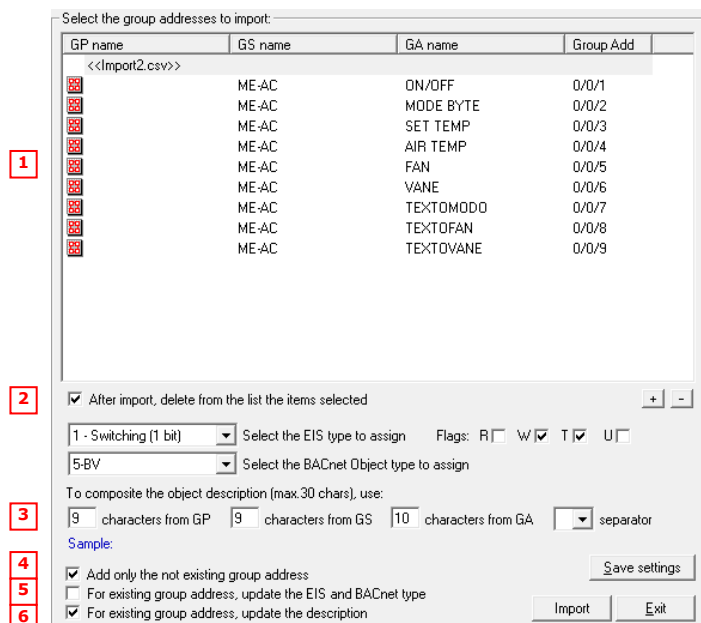 Select the group addresses to import:
GP name GS name GA name Group Add
<<Import2.csv>>
ME-AC ON/OFF 0/0/1
ME-AC MODE BYTE 0/0/2
ME-AC SET TEMP 0/0/3
ME-AC AIR TEMP 0/0/4
1 ME-AC FAN 0/0/5
ME-AC VANE 0/0/6
ME-AC TEXTOMODO 0/0/7
ME-AC TEXTOFAN 0/0/8
ME-AC TEXTOVANE 0/0/9
2 After import, delete from the list the items selected + -
1 - Switching (1 bit) Select the EIS type to assign Flags: R W T U
5-BV Select the BACnet Object type to assign
To composite the object description (max.30 chars), use:
3 9 characters from GP 9 characters from GS 10 characters from GA separator
Sample:
4 Add only the not existing group address Save settings
5 For existing group address, update the EIS and BACnet type
6 For existing group address, update the description Import Exit